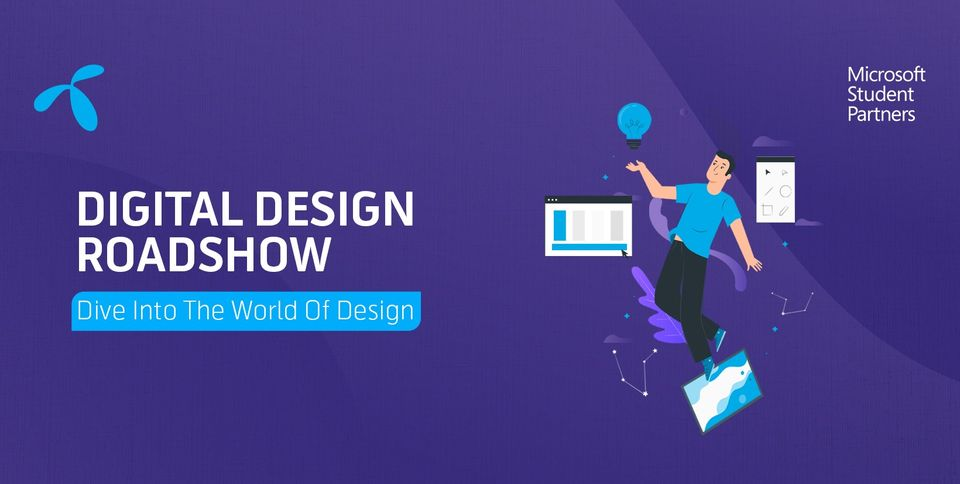 Microsoft
Student
Partners
DIGITAL DESIGN
ROADSHOW
Dive Into The World Of Design